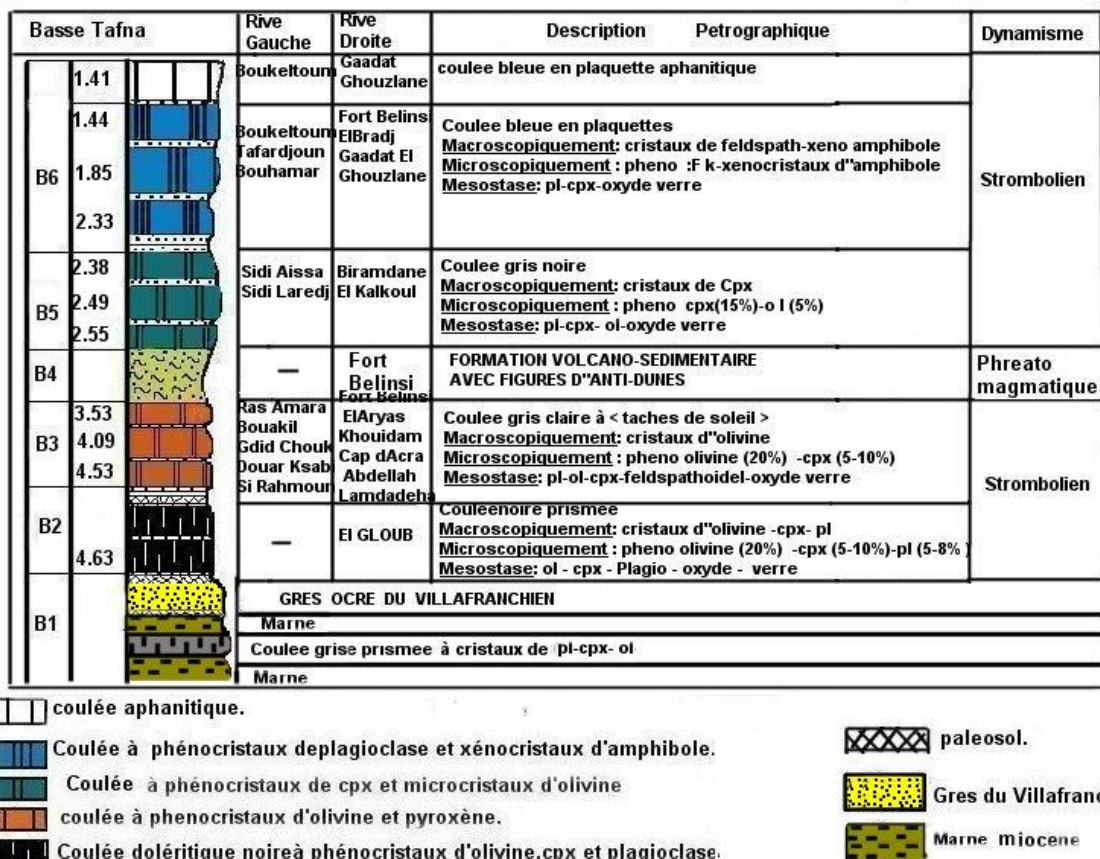 Basse Tafna
Rive Gauche
Rive Droite
Description Petrographique
Dynamisme
B6
1.41
Boukeltoum
Gaadat
Ghouzlane
coulee bleue en plaquette aphanitique
1.44
1.85
2.33
Boukeltoum
Tafardjoun
Bouhamar
Fort Belinsi
ElBradj
Gaadat El
Ghouzlane
Coulee bleue en plaquettes
Macroscopiquement: cristaux de feldspath-xeno amphibole
Microscopiquement : pheno :F k-xenocristaux d"amphibole
Mesostase: pl-cpx-oxyde verre
Strombolien
B5
2.38
2.49
2.55
Sidi Aissa
Sidi Laredj
Biramdane
El Kalkoul
Coulee gris noire
Macroscopiquement: cristaux de Cpx
Microscopiquement : pheno cpx(15%)-o l (5%)
Mesostase: pl-cpx- ol-oxyde verre
B4
—
Fort
Belinsi
FORMATION VOLCANO-SEDIMENTAIRE
AVEC FIGURES D"ANTI-DUNES
Phreato
magmatique
B3
3.53
4.09
4.53
Ras Amara
Bouakil
Gdid Chouk
Douar Ksabi
Si Rahmoun
Fort Belinsi
ElAryas
Khouidam
Cap dAcra
Abdellah
Lamdadeha
Coulee gris claire à < taches de soleil >
Macroscopiquement: cristaux d"olivine
Microscopiquement : pheno olivine (20%) -cpx (5-10%)
Mesostase: pl-ol-cpx-feldspathoidel-oxyde verre
Strombolien
B2
4.63
—
El GLOUB
Couleenoire prismee
Macroscopiquement: cristaux d"olivine -cpx- pl
Microscopiquement : pheno olivine (20%) -cpx (5-10%)-pl (5-8% )
Mesostase: ol - cpx - Plagio - oxyde - verre
B1
GRES OCRE DU VILLAFRANCHIEN
Marne
Coulee grise prismee à cristaux de pl-cpx- ol
Marne
coulée aphanitique.
Coulée à phénocristaux deplagioclase et xénocristaux d'amphibole.
Coulée à phénocristaux de cpx et microcristaux d'olivine
coulée à phenocristaux d'olivine et pyroxène.
Coulée doléritique noireà phénocristaux d'olivine.cpx et plagioclase.
paleosol.
Gres du Villafranc
Marne miocene